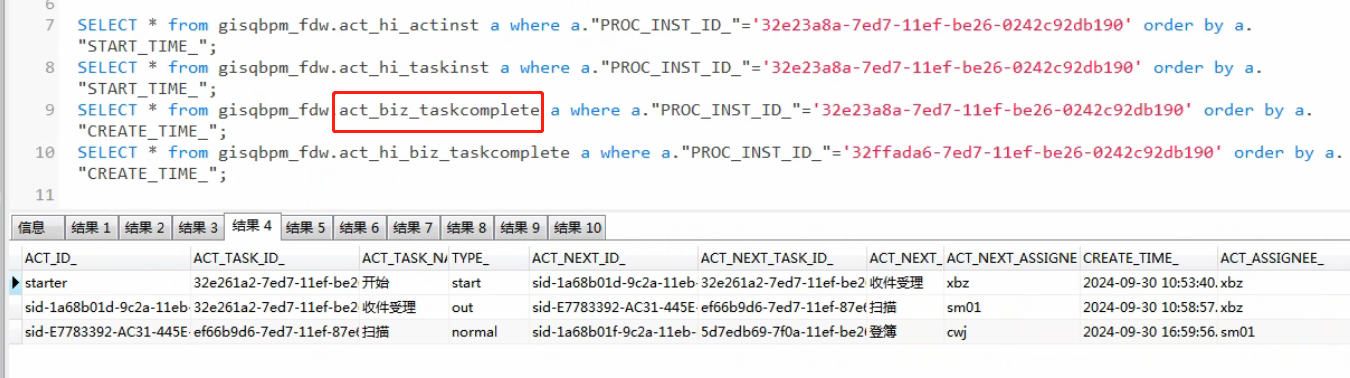 6
7 SELECT * from gisqbpm_fdw.act_hi_actinst a where a."PROC_INST_ID_"='32e23a8a-7ed7-11ef-be26-0242c92db190' order by a.
"START_TIME_";
8 SELECT * from gisqbpm_fdw.act_hi_taskinst a where a."PROC_INST_ID_"='32e23a8a-7ed7-11ef-be26-0242c92db190' order by a.
"START_TIME_";
9 SELECT * from gisqbpm_fdw.act_biz_taskcomplete a where a."PROC_INST_ID_"='32e23a8a-7ed7-11ef-be26-0242c92db190' order by a.
"CREATE_TIME_";
10 SELECT * from gisqbpm_fdw.act_hi_biz_taskcomplete a where a."PROC_INST_ID_"='32ffada6-7ed7-11ef-be26-0242c92db190' order by a.
"CREATE_TIME_";
11
信息 结果 1 结果 2 结果 3 结果 4 结果 5 结果 6 结果 7 结果 8 结果 9 结果 10
ACT_ID_ ACT_TASK_ID_ ACT_TASK_NA TYPE_ ACT_NEXT_ID_ ACT_NEXT_TASK_ID_ ACT_NEXT_ ACT_NEXT_ASSIGNE CREATE_TIME_ ACT_ASSIGNEE_
starter 32e261a2-7ed7-11ef-be2 开始 start sid-1a68b01d-9c2a-11eb- 32e261a2-7ed7-11ef-be2 收件受理 xbz 2024-09-30 10:53:40. xbz
sid-1a68b01d-9c2a-11eb- 32e261a2-7ed7-11ef-be2 收件受理 out sid-E7783392-AC31-445E- ef66b9d6-7ed7-11ef-87e6 扫描 sm01 2024-09-30 10:58:57. xbz
sid-E7783392-AC31-445E- ef66b9d6-7ed7-11ef-87e6 扫描 normal sid-1a68b01f-9c2a-11eb- 5d7edb69-7f0a-11ef-be2 登簿 cwj 2024-09-30 16:59:56. sm01